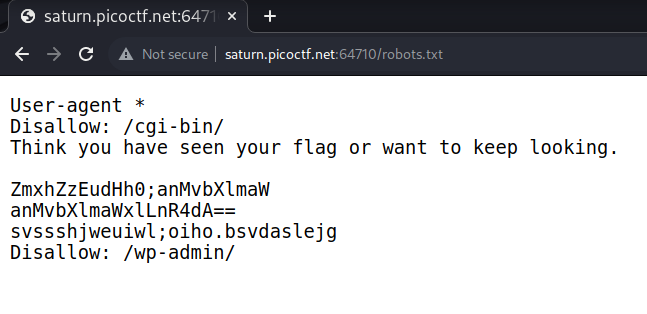 saturn.picoctf.net:6471
Not secure
saturn.picoctf.net:64710/robots.txt
User-agent *
Disallow: /cgi-bin/
Think you have seen your flag or want to keep looking.
ZmxhZzEudHh0;anMvbXlmaW
anMvbXlmaWxlLnR4dA==
svssshjweuiwl;oiho.bsvdaslejg
Disallow: /wp-admin/